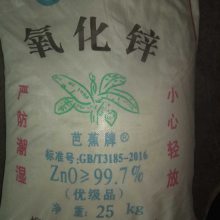 氧化锌
严防潮湿
小心轻放
芭蕉牌®
标准号:GB/T3185-2016
ZnO≥99.7%
(优级品)
净重:25 kg